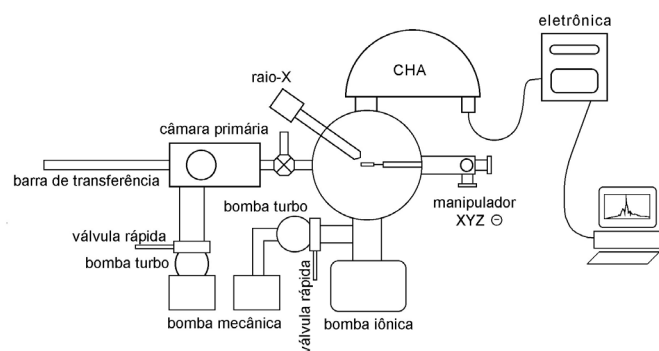 eletrônica
CHA
raio-X
câmara primária
barra de transferência
manipulador
XYZ ⊖
bomba turbo
válvula rápida
bomba turbo
válvula rápida
bomba mecânica
bomba iônica